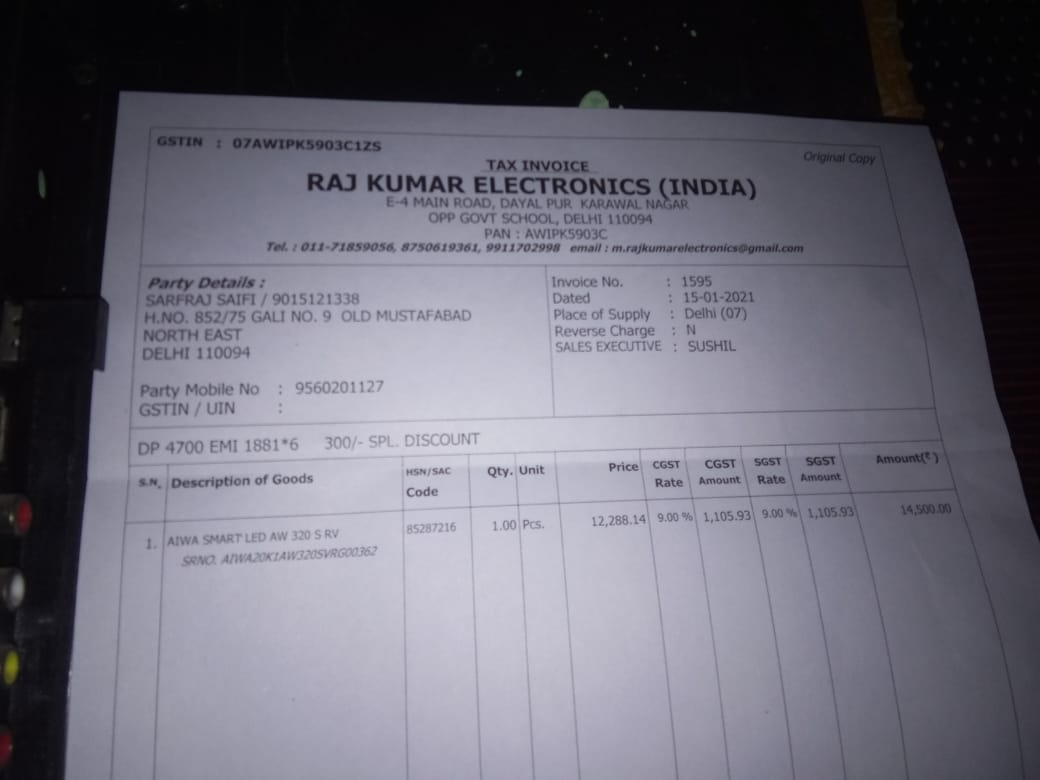 GSTIN : 07AWIPK5903C1ZS
Original Copy
TAX INVOICE
RAJ KUMAR ELECTRONICS (INDIA)
E-4 MAIN ROAD, DAYAL PUR KARAWAL NAGAR
OPP GOVT SCHOOL, DELHI 110094
PAN : AWIPK5903C
Tel. : 011-71859056, 8750619361, 9911702998 email : m.rajkumarelectronics@gmail.com
Party Details :
SARFRAJ SAIFI / 9015121338
H.NO. 852/75 GALI NO. 9 OLD MUSTAFABAD
NORTH EAST
DELHI 110094
Party Mobile No : 9560201127
GSTIN / UIN :
Invoice No. : 1595
Dated : 15-01-2021
Place of Supply : Delhi (07)
Reverse Charge : N
SALES EXECUTIVE : SUSHIL
DP 4700 EMI 1881*6 300/- SPL. DISCOUNT
S.N. Description of Goods HSN/SAC Code Qty. Unit Price CGST Rate CGST Amount SGST Rate SGST Amount Amount(₹)
1. AIWA SMART LED AW 320 S RV 85287216 1.00 Pcs. 12,288.14 9.00 % 1,105.93 9.00 % 1,105.93 14,500.00
SRNO. AIWA20K1AW320SVRG00362